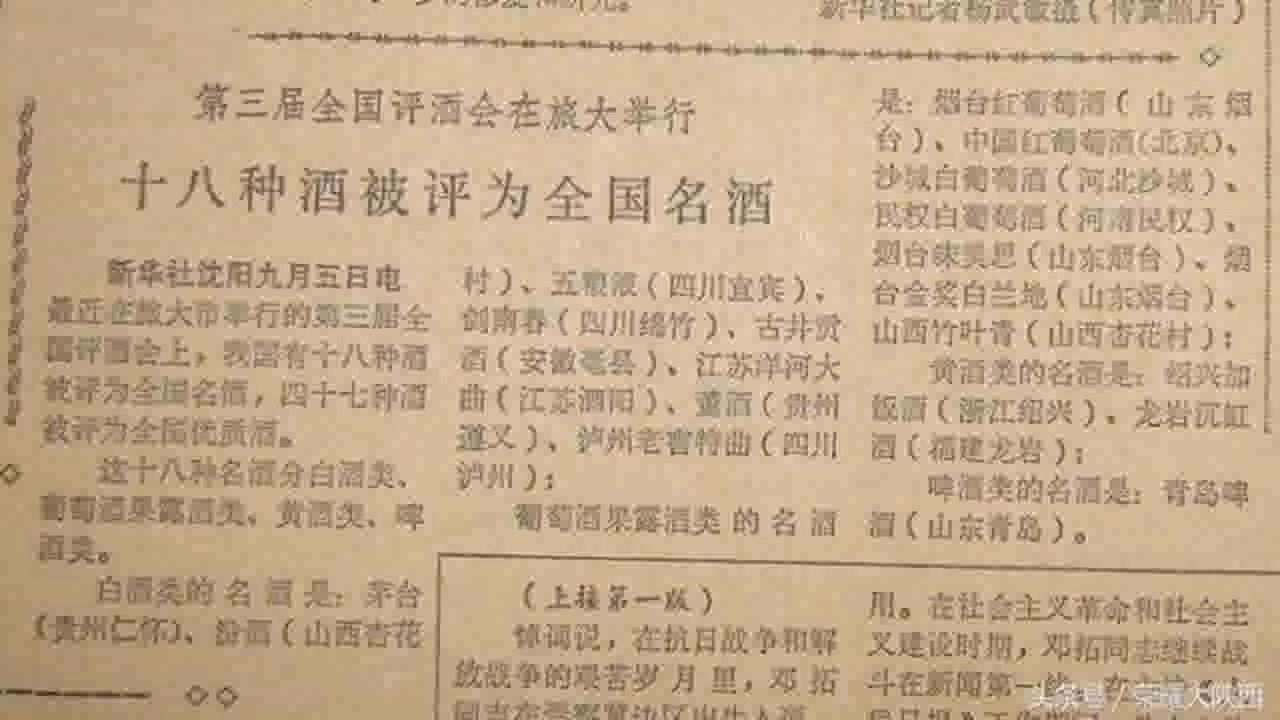 新华社记者杨武敏摄（传真照片）
第三届全国评酒会在旅大举行
十八种酒被评为全国名酒
新华社沈阳九月五日电
最近在旅大市举行的第三届全
国评酒会上，我国有十八种酒
被评为全国名酒，四十七种酒
被评为全国优质酒。
这十八种名酒分白酒类、
葡萄酒果露酒类、黄酒类、啤
酒类。
白酒类的名酒是：茅台
（贵州仁怀）、汾酒（山西杏花
村）、五粮液（四川宜宾）、
剑南春（四川绵竹）、古井贡
酒（安徽亳县）、江苏洋河大
曲（江苏泗阳）、董酒（贵州
遵义）、泸州老窖特曲（四川
泸州）；
葡萄酒果露酒类的名酒
是：烟台红葡萄酒（山东烟
台）、中国红葡萄酒（北京）、
沙城白葡萄酒（河北沙城）、
民权白葡萄酒（河南民权）、
烟台味美思（山东烟台）、烟
台金奖白兰地（山东烟台）、
山西竹叶青（山西杏花村）；
黄酒类的名酒是：绍兴加
饭酒（浙江绍兴）、龙岩沉缸
酒（福建龙岩）；
啤酒类的名酒是：青岛啤
酒（山东青岛）。
（上接第一版）
悼词说，在抗日战争和解
放战争的艰苦岁月里，邓拓
用。在社会主义革命和社会主
义建设时期，邓拓同志继续战
斗在新闻第一
头条号/荣耀大陕西